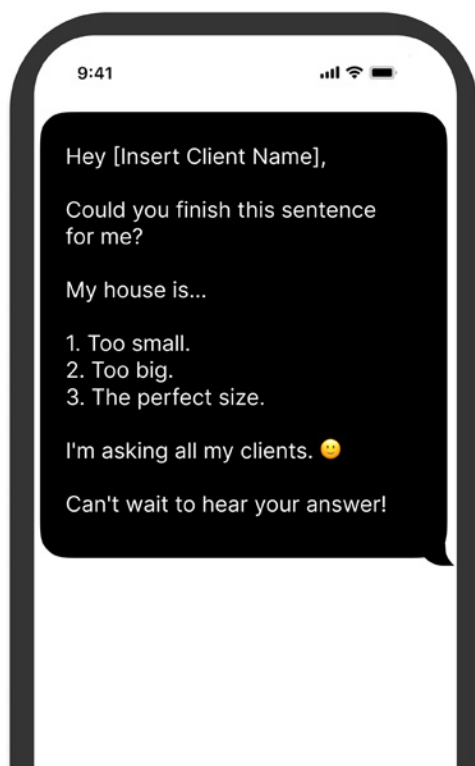 9:41
Hey [Insert Client Name],
Could you finish this sentence
for me?
My house is...
1. Too small.
2. Too big.
3. The perfect size.
I'm asking all my clients. 🙂
Can't wait to hear your answer!